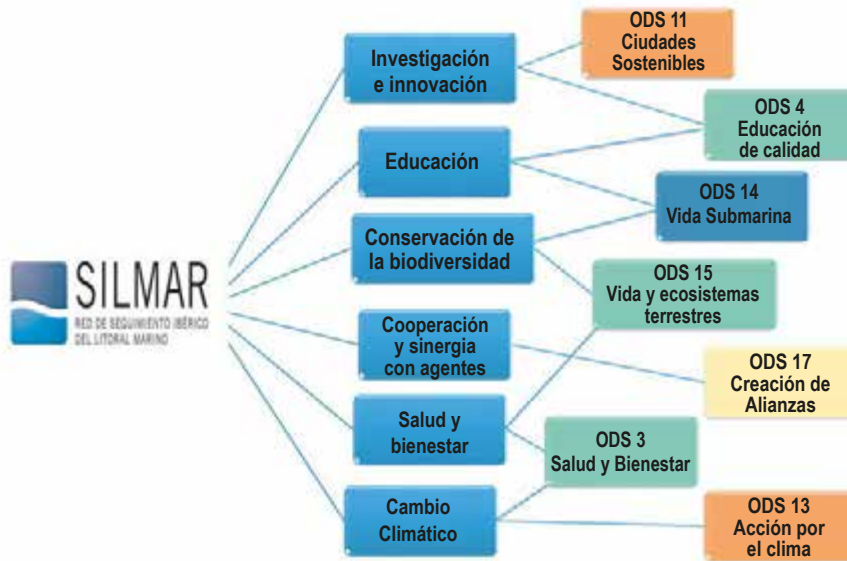 SILMAR
RED DE SEGUIMIENTO IBÉRICO
DEL LITORAL MARINO
Investigación
e innovación
Educación
Conservación de
la biodiversidad
Cooperación
y sinergia
con agentes
Salud y
bienestar
Cambio
Climático
ODS 11
Ciudades
Sostenibles
ODS 4
Educación
de calidad
ODS 14
Vida Submarina
ODS 15
Vida y ecosistemas
terrestres
ODS 17
Creación de
Alianzas
ODS 3
Salud y Bienestar
ODS 13
Acción por
el clima